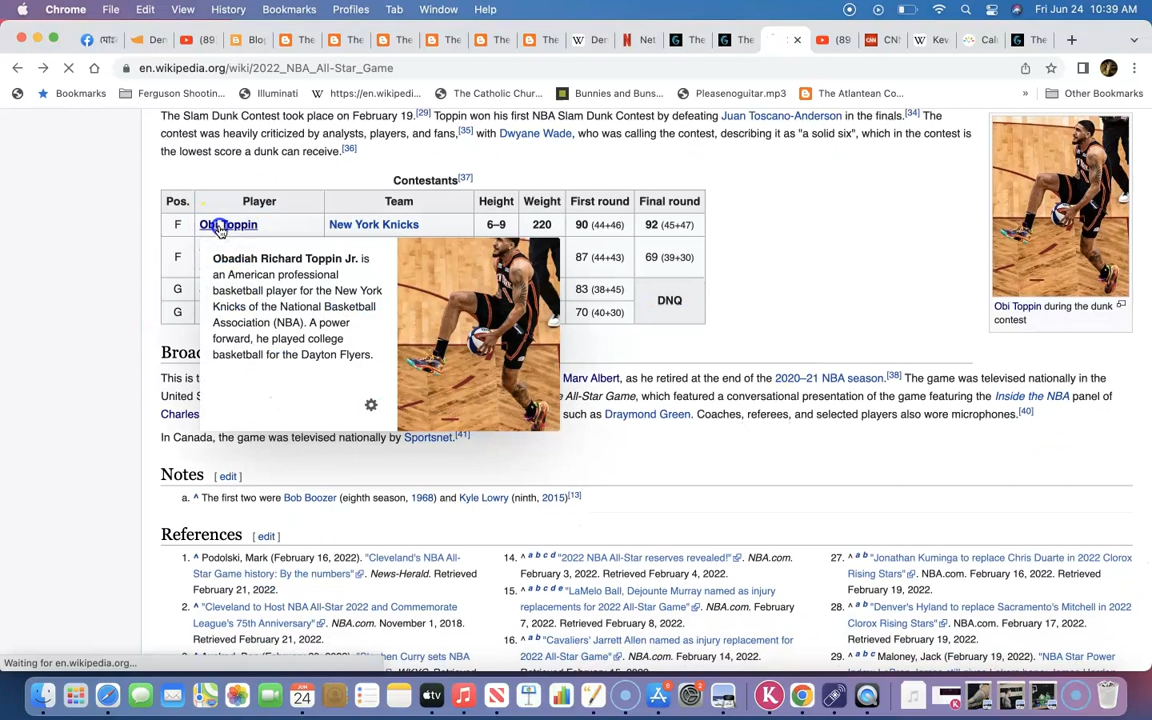 Chrome File Edit View History Bookmarks Profiles Tab Window Help Fri Jun 24 10:39 AM
Den (89 Blo The The The The The The Den Net The The (89 CNN Kev Cali The
en.wikipedia.org/wiki/2022_NBA_All-Star_Game
Bookmarks Ferguson Shootin... Illuminati https://en.wikipedi... The Catholic Chur... Bunnies and Buns... Pleasenoguitar.mp3 The Atlantean Co... » Other Bookmarks
The Slam Dunk Contest took place on February 19.[29] Toppin won his first NBA Slam Dunk Contest by defeating Juan Toscano-Anderson in the finals.[34] The
contest was heavily criticized by analysts, players, and fans,[35] with Dwyane Wade, who was calling the contest, describing it as "a solid six", which in the contest is
the lowest score a dunk can receive.[36]
Contestants[37]
Pos. Player Team Height Weight First round Final round
F Obi Toppin New York Knicks 6–9 220 90 (44+46) 92 (45+47)
F 87 (44+43) 69 (39+30)
G 83 (38+45) DNQ
G 70 (40+30)
Obadiah Richard Toppin Jr. is
an American professional
basketball player for the New York
Knicks of the National Basketball
Association (NBA). A power
forward, he played college
basketball for the Dayton Flyers.
Obi Toppin during the dunk
contest
Broa
This is t Marv Albert, as he retired at the end of the 2020–21 NBA season.[38] The game was televised nationally in the
United S All-Star Game, which featured a conversational presentation of the game featuring the Inside the NBA panel of
Charles such as Draymond Green. Coaches, referees, and selected players also wore microphones.[40]
In Canada, the game was televised nationally by Sportsnet.[41]
Notes [ edit ]
a. ^ The first two were Bob Boozer (eighth season, 1968) and Kyle Lowry (ninth, 2015)[13]
References [ edit ]
1. ^ Podolski, Mark (February 16, 2022). "Cleveland's NBA All-
Star Game history: By the numbers". News-Herald. Retrieved
February 21, 2022.
2. ^ "Cleveland to Host NBA All-Star 2022 and Commemorate
League's 75th Anniversary". NBA.com. November 1, 2018.
Retrieved February 21, 2022.
14. ^ a b c d "2022 NBA All-Star reserves revealed!". NBA.com.
February 3, 2022. Retrieved February 4, 2022.
15. ^ a b c d e "LaMelo Ball, Dejounte Murray named as injury
replacements for 2022 All-Star Game". NBA.com. February
7, 2022. Retrieved February 8, 2022.
16. ^ a b "Cavaliers' Jarrett Allen named as injury replacement for
2022 All-Star Game". NBA.com. February 14, 2022.
27. ^ a b "Jonathan Kuminga to replace Chris Duarte in 2022 Clorox
Rising Stars". NBA.com. February 16, 2022. Retrieved
February 19, 2022.
28. ^ a b "Denver's Hyland to replace Sacramento's Mitchell in 2022
Clorox Rising Stars". NBA.com. February 17, 2022.
Retrieved February 19, 2022.
29. ^ a b Maloney, Jack (February 19, 2022). "NBA Star Power
Waiting for en.wikipedia.org...